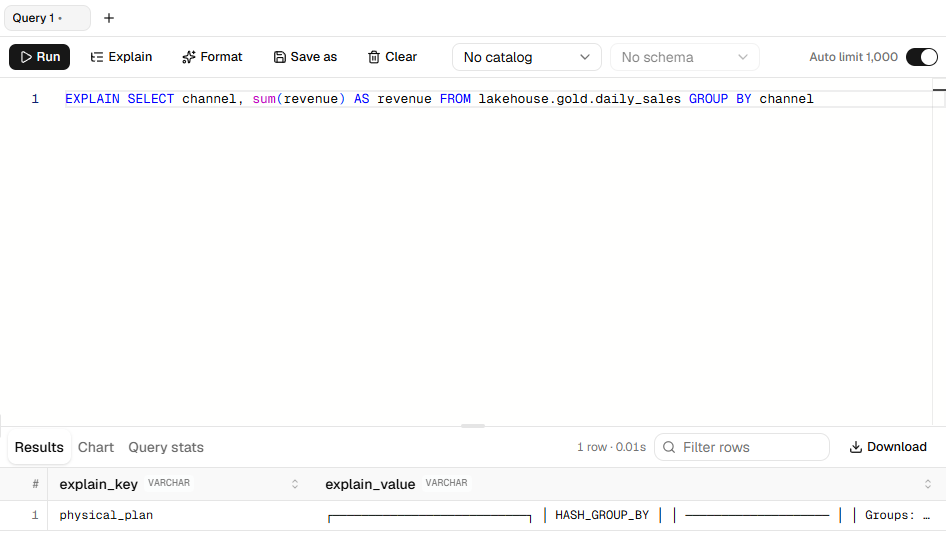 Query 1 •
Run Explain Format Save as Clear No catalog No schema Auto limit 1,000
1 EXPLAIN SELECT channel, sum(revenue) AS revenue FROM lakehouse.gold.daily_sales GROUP BY channel
Results Chart Query stats 1 row · 0.01s Filter rows Download
# explain_key VARCHAR explain_value VARCHAR
1 physical_plan ┌───────────────────────────┐ │ HASH_GROUP_BY │ │ ──────────────────── │ │ Groups: …